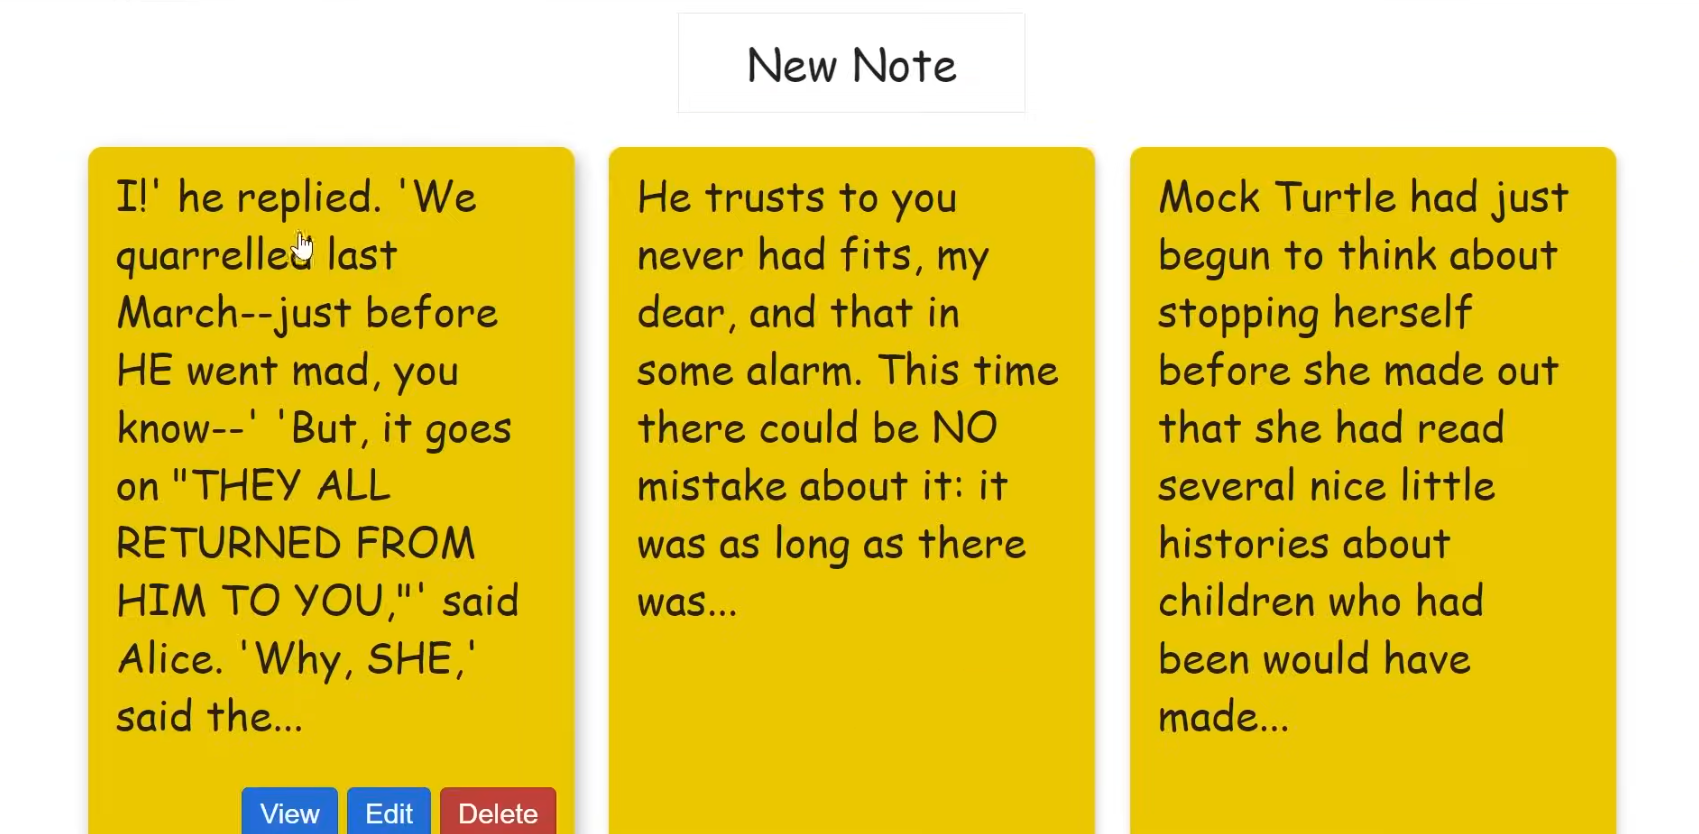 New Note
I!' he replied. 'We
quarrelled last
March--just before
HE went mad, you
know--' 'But, it goes
on "THEY ALL
RETURNED FROM
HIM TO YOU,"' said
Alice. 'Why, SHE,'
said the...
View Edit Delete
He trusts to you
never had fits, my
dear, and that in
some alarm. This time
there could be NO
mistake about it: it
was as long as there
was...
Mock Turtle had just
begun to think about
stopping herself
before she made out
that she had read
several nice little
histories about
children who had
been would have
made...